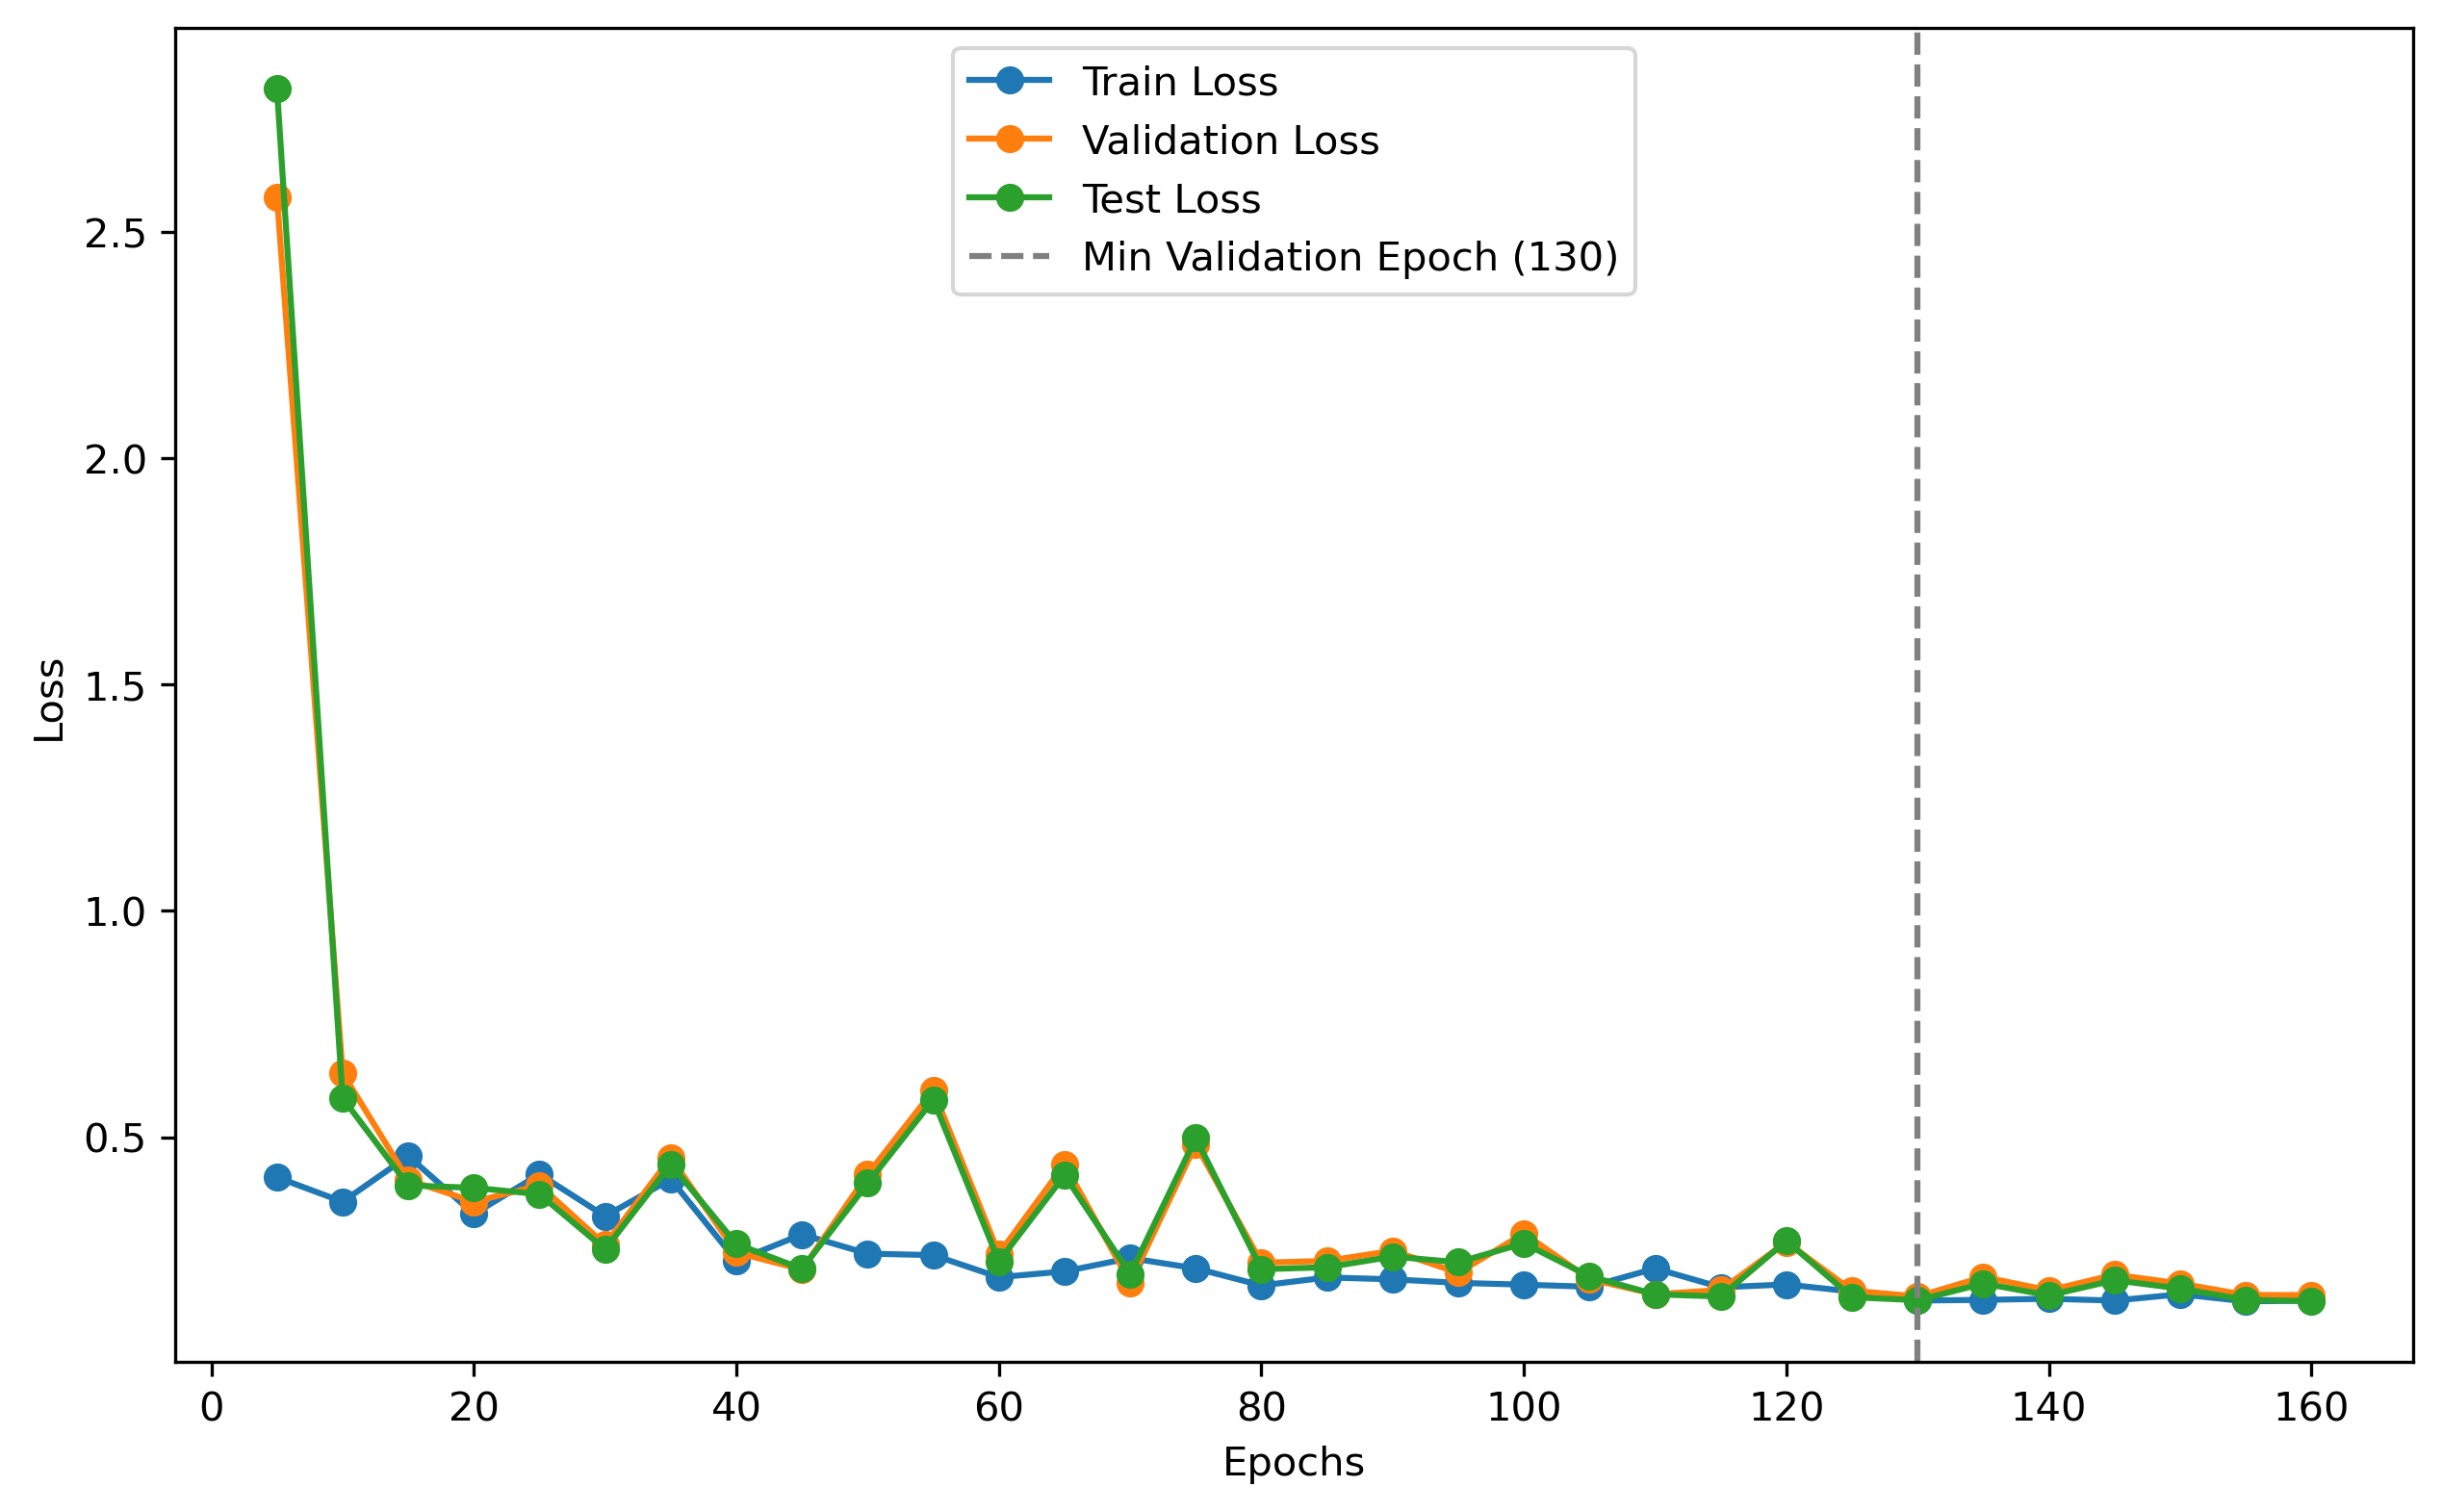 Train Loss
Validation Loss
Test Loss
Min Validation Epoch (130)
2.5
2.0
1.5
1.0
0.5
Loss
0 20 40 60 80 100 120 140 160
Epochs